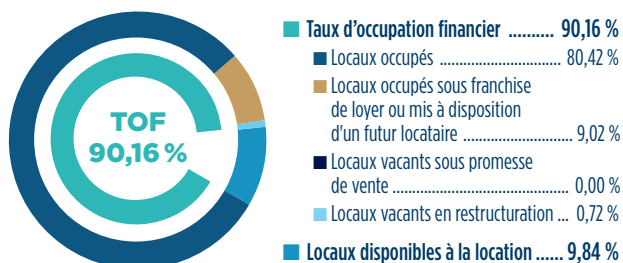 TOF
90,16 %
Taux d'occupation financier .......... 90,16 %
Locaux occupés ................................ 80,42 %
Locaux occupés sous franchise
de loyer ou mis à disposition
d'un futur locataire ........................... 9,02 %
Locaux vacants sous promesse
de vente ............................................ 0,00 %
Locaux vacants en restructuration ... 0,72 %
Locaux disponibles à la location ...... 9,84 %